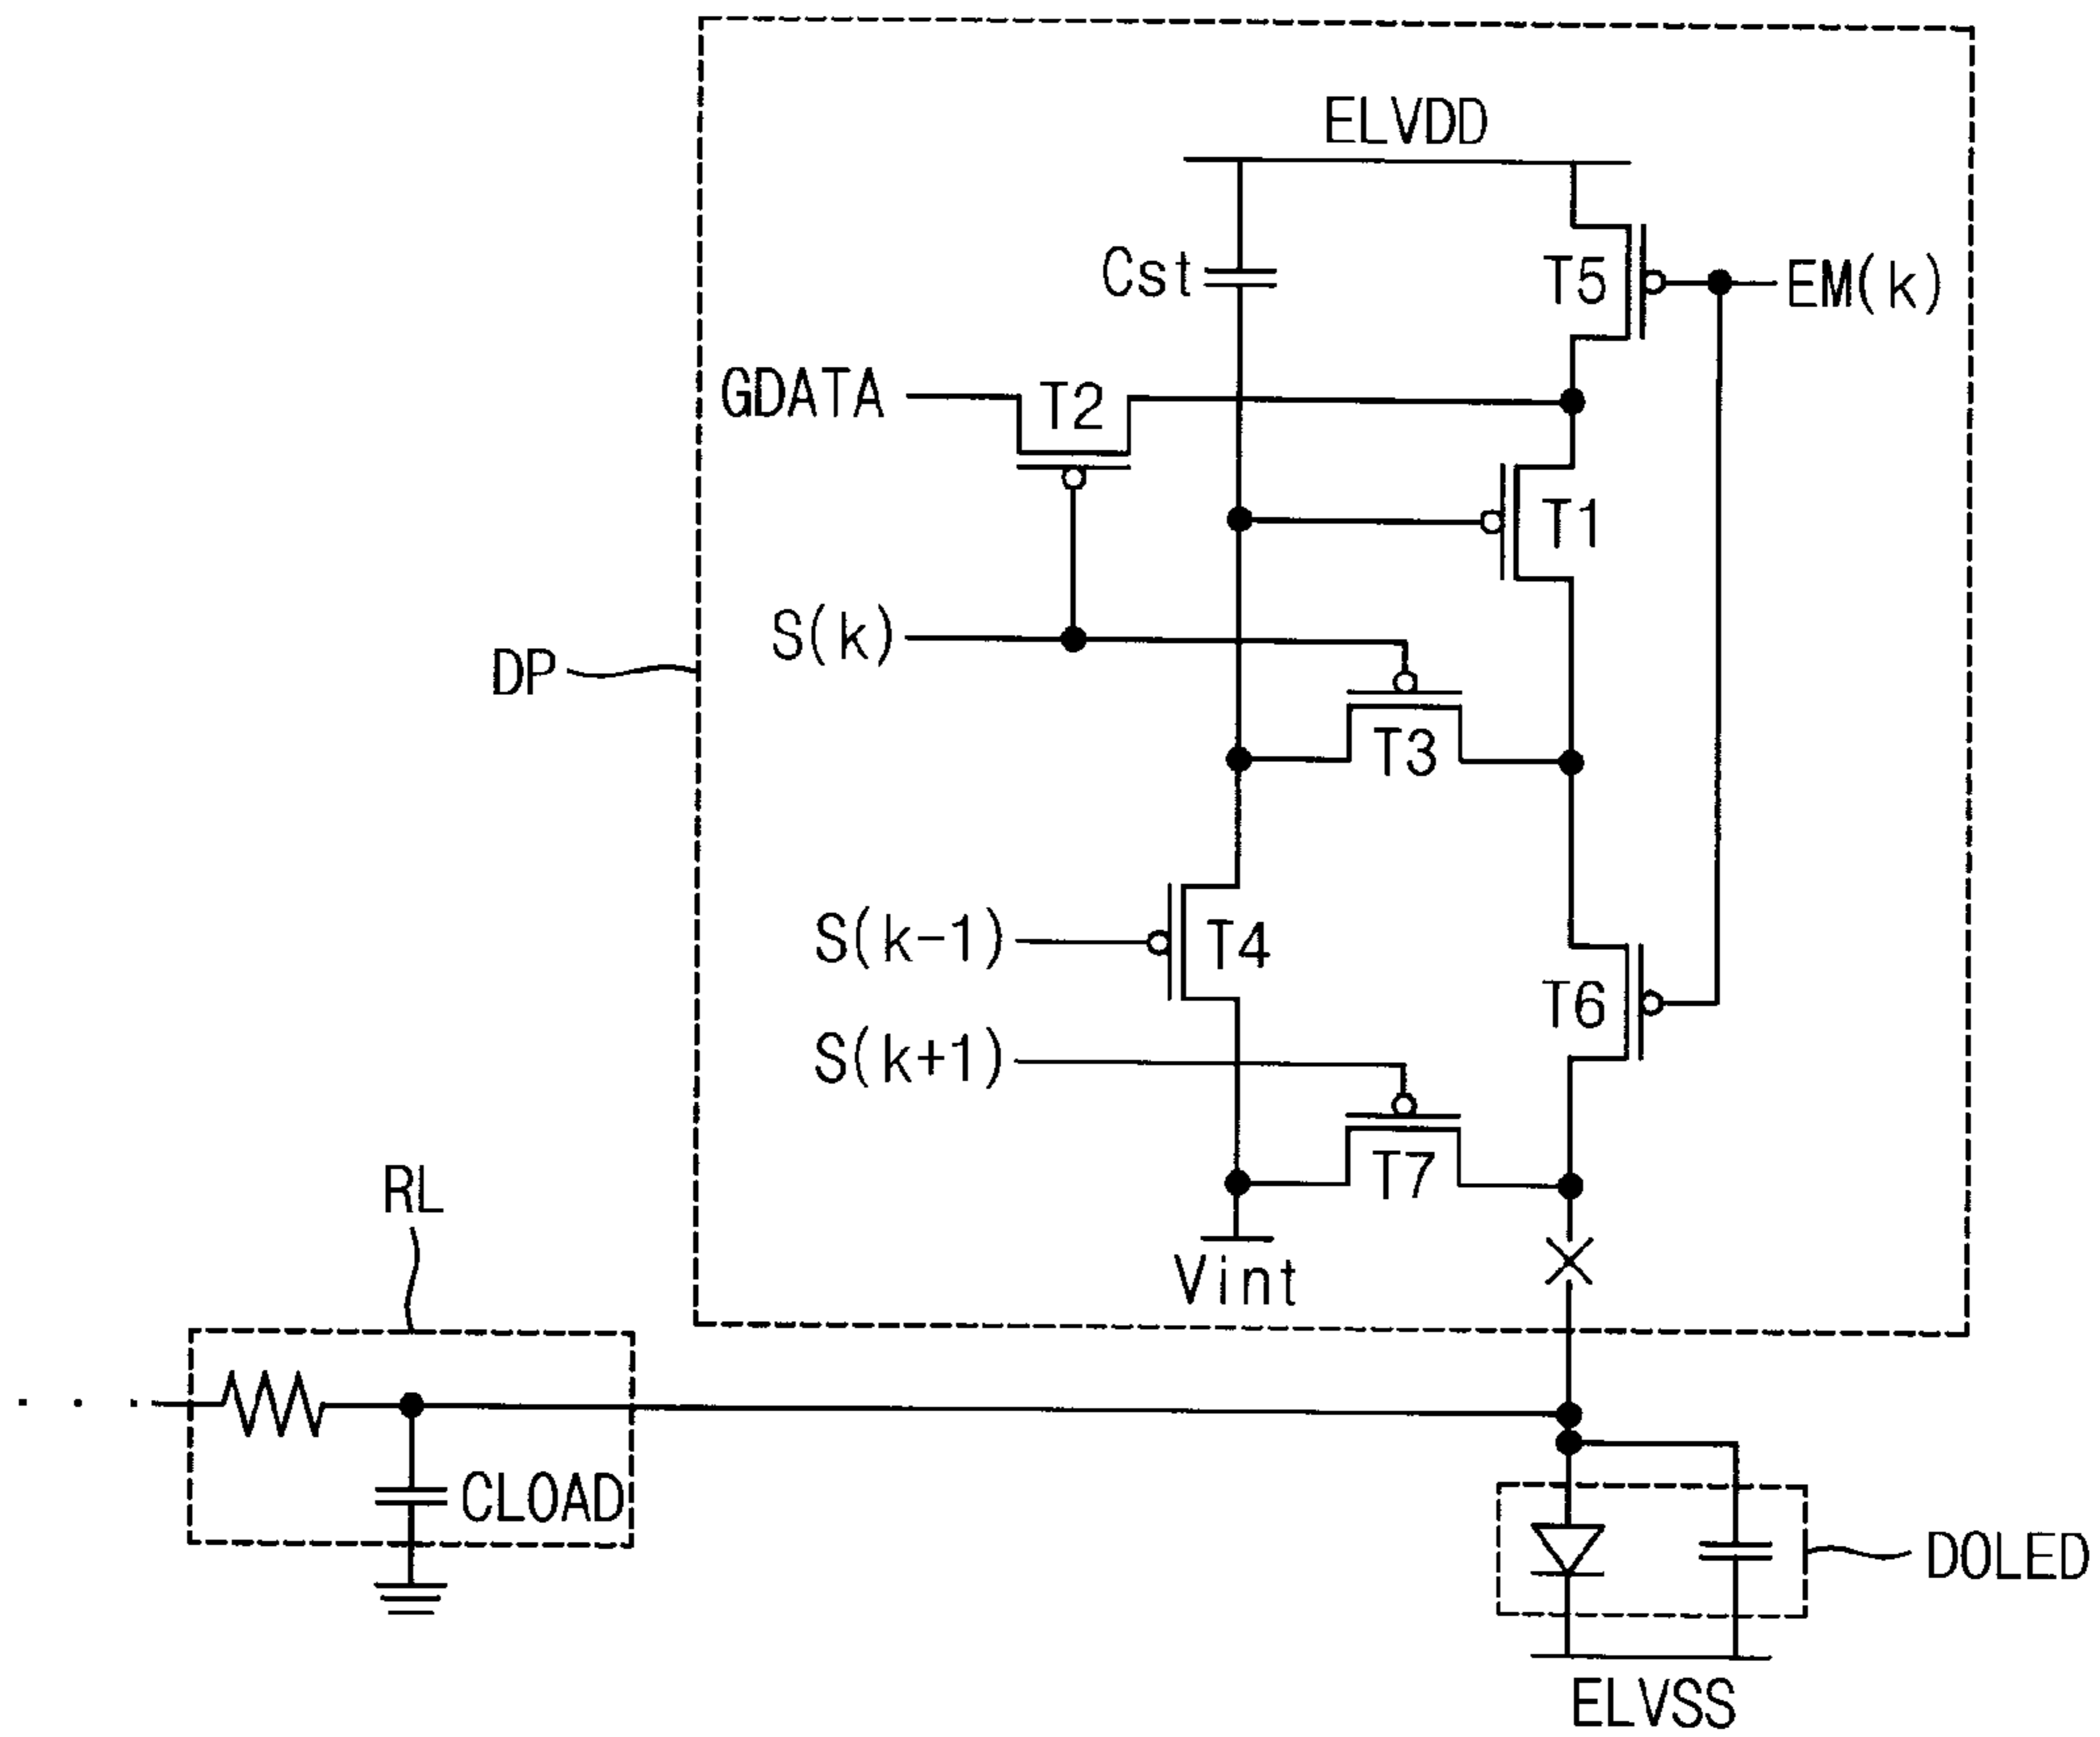 ELVDD
Cst
T5
EM(k)
GDATA
T2
T1
S(k)
DP
T3
S(k-1)
T4
T6
S(k+1)
T7
RL
Vint
CLOAD
DOLED
ELVSS